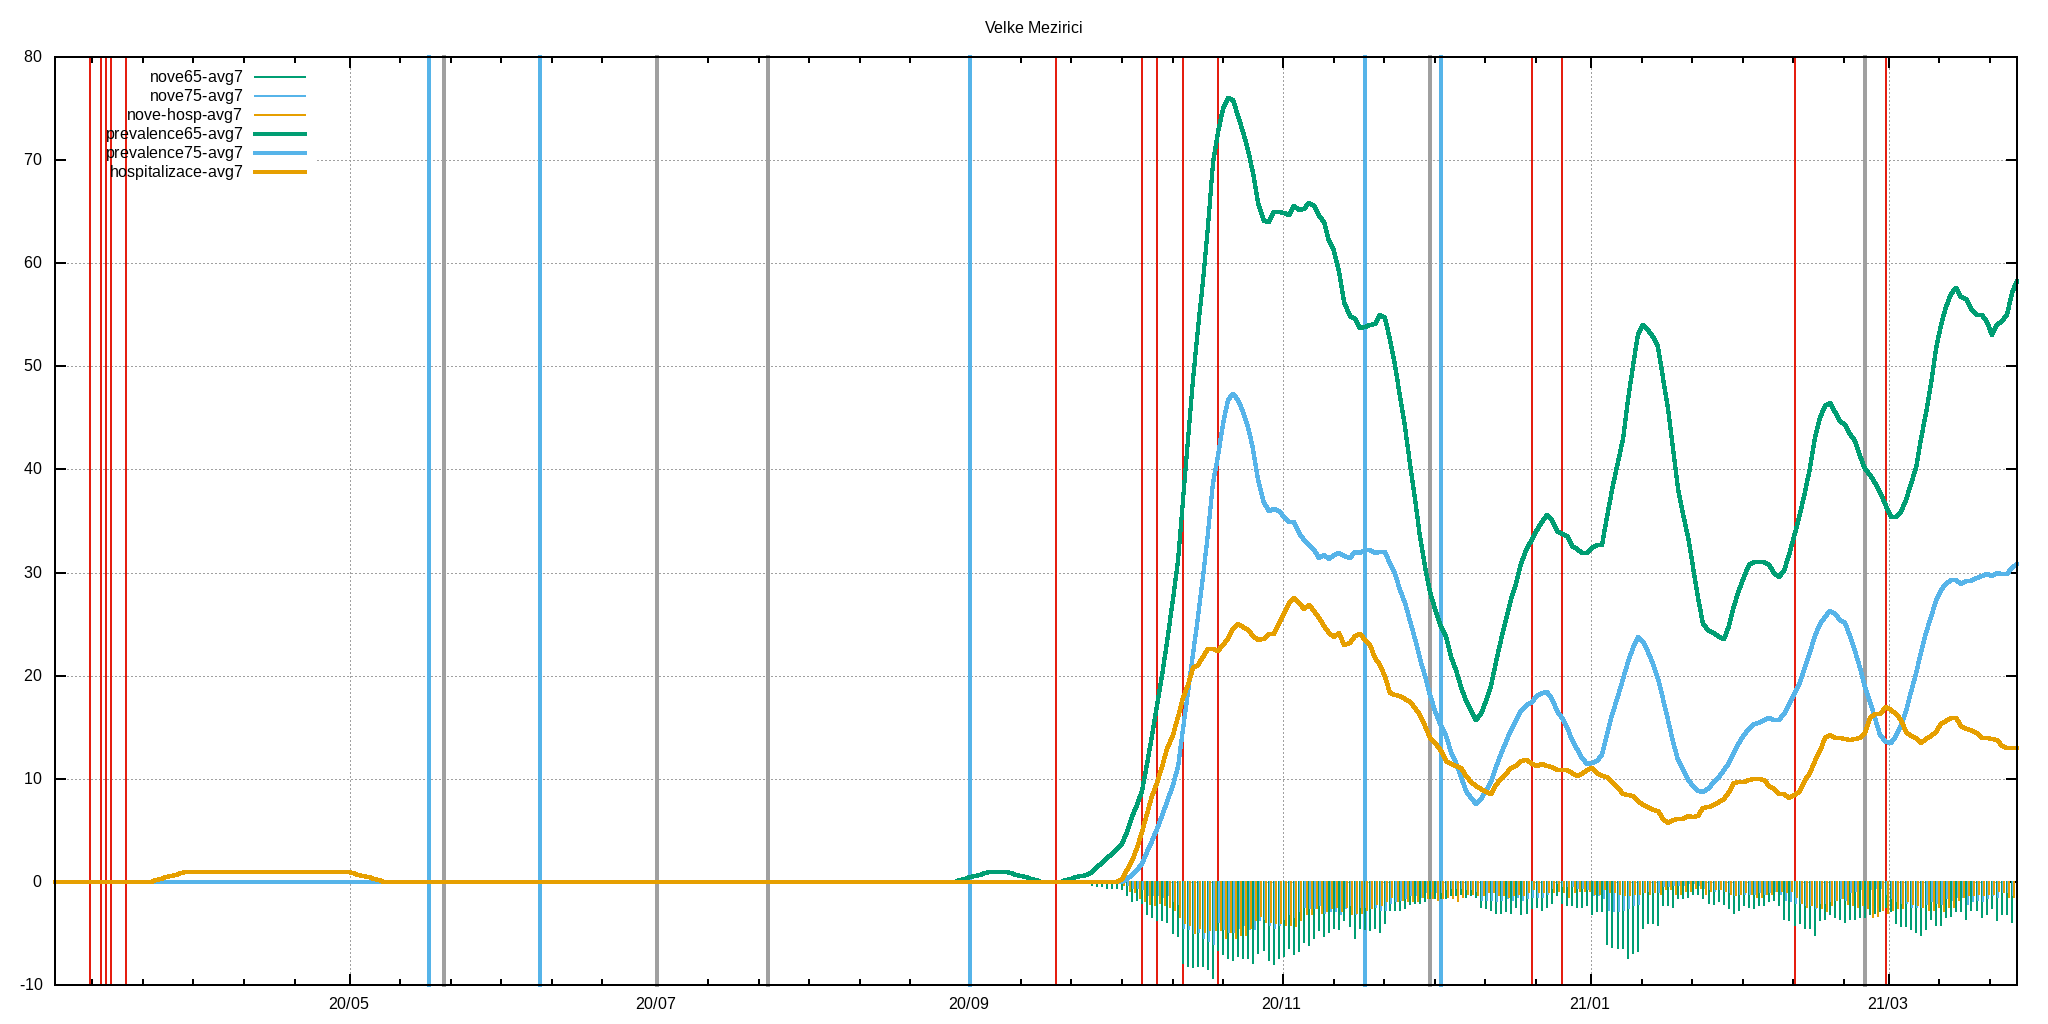 Velke Mezirici
80
nove65-avg7
nove75-avg7
nove-hosp-avg7
prevalence65-avg7
prevalence75-avg7
hospitalizace-avg7
70
60
50
40
30
20
10
0
-10
20/05
20/07
20/09
20/11
21/01
21/03